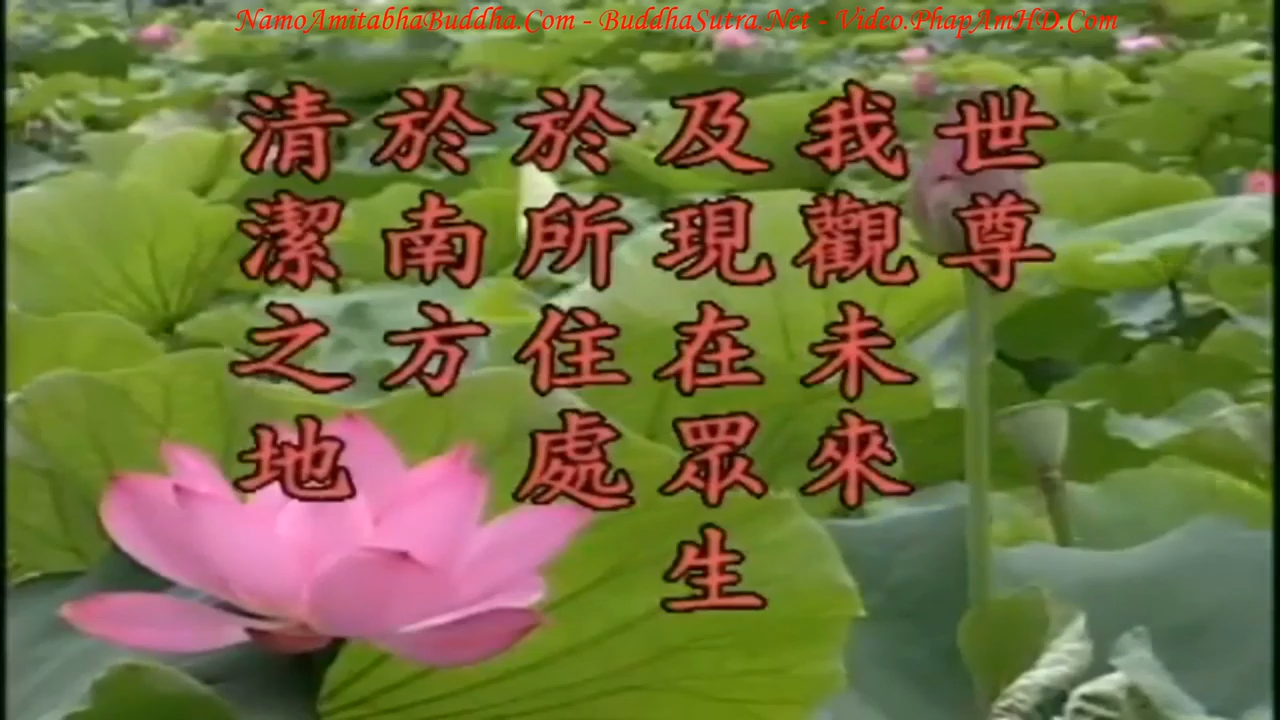 NamoAmitabhaBuddha.Com - BuddhaSutra.Net - Video.PhapAmHD.Com
世尊
我觀未來
及現在眾生
於所住處
於南方
清潔之地